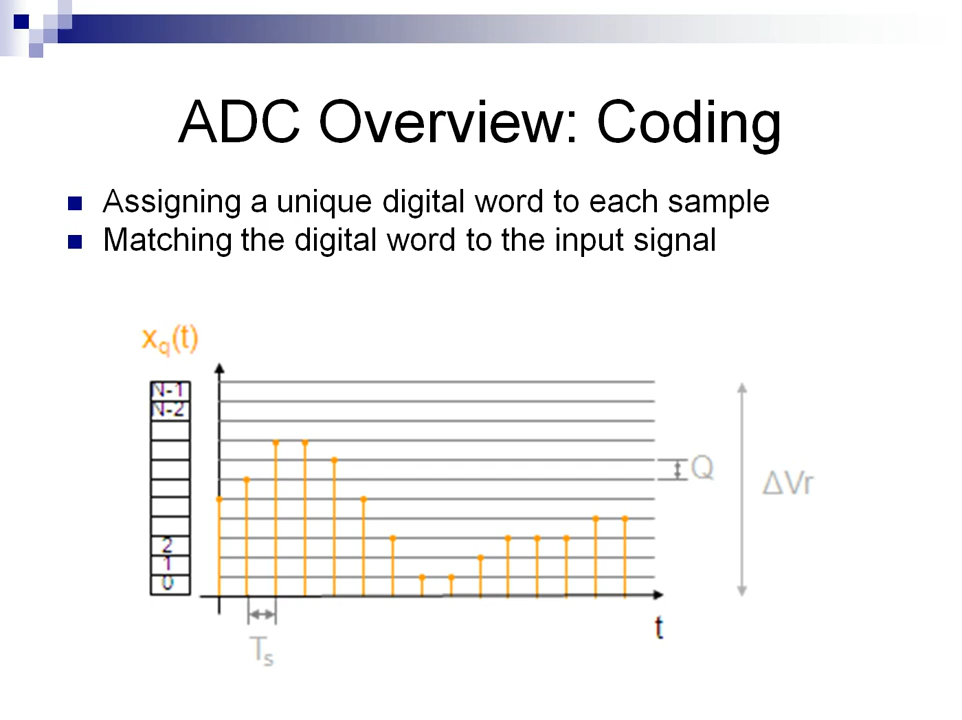 ADC Overview: Coding
Assigning a unique digital word to each sample
Matching the digital word to the input signal
xq(t)
N-1
N-2
Q
ΔVr
2
1
0
t
Ts